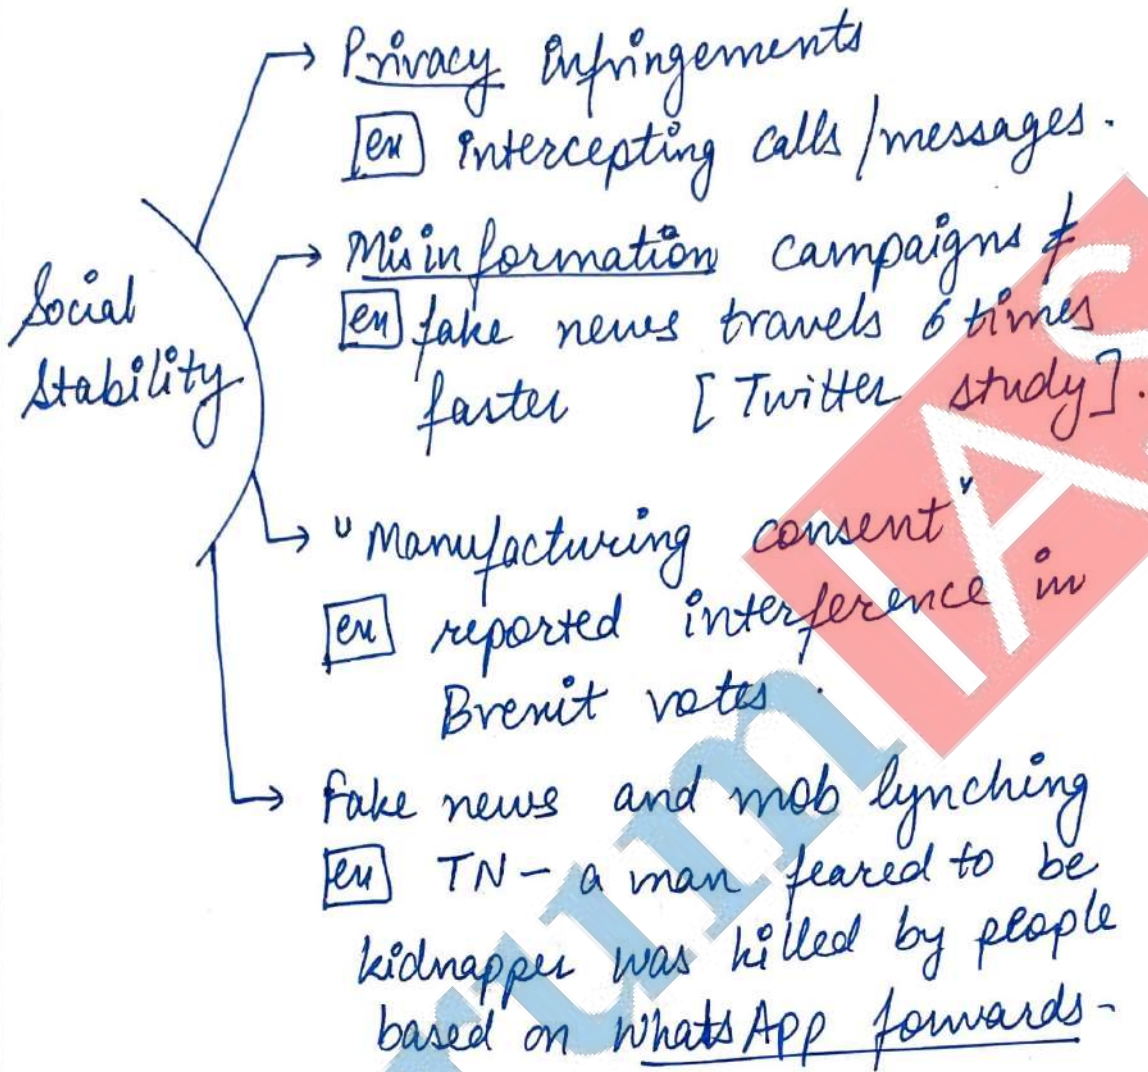 Privacy infringements
ex intercepting calls/messages.
Misinformation campaigns &
ex fake news travels 6 times
faster [Twitter study].
Social
Stability
"Manufacturing consent"
ex reported interference in
Brexit votes.
Fake news and mob lynching
ex TN - a man feared to be
kidnapper was killed by people
based on WhatsApp forwards-
rum IAS